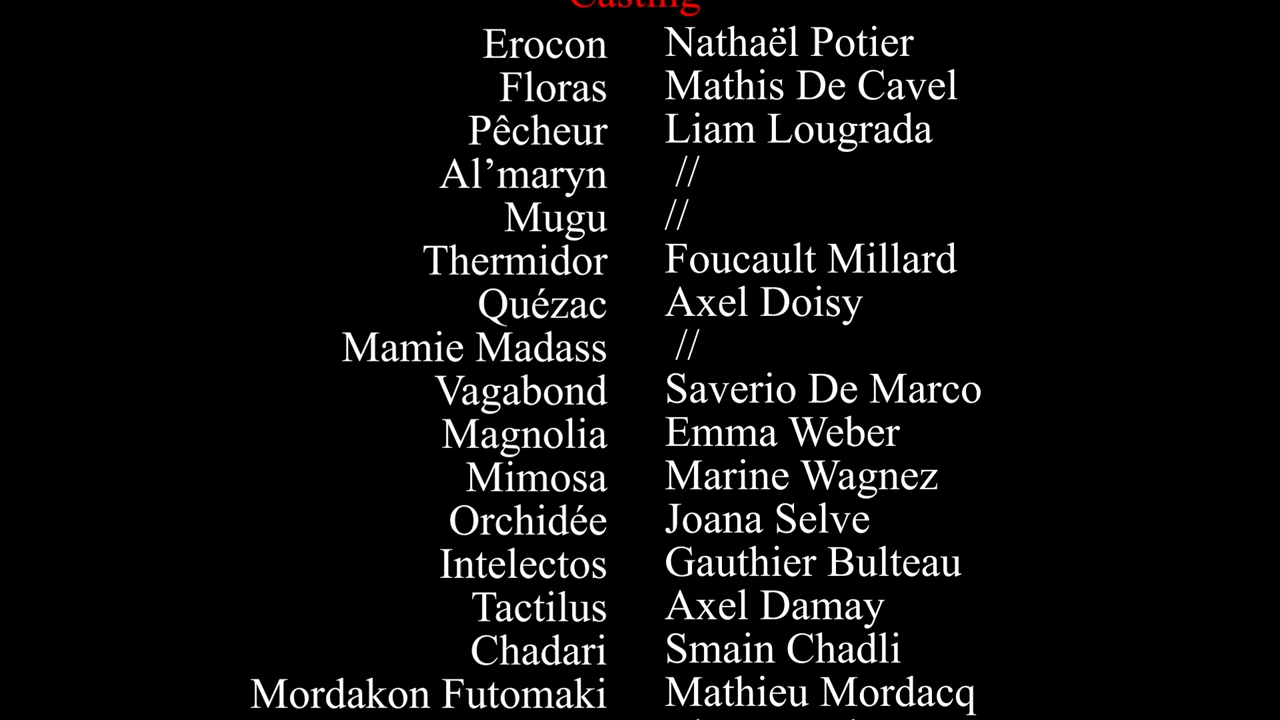 Casting
Erocon Nathaël Potier
Floras Mathis De Cavel
Pêcheur Liam Lougrada
Al’maryn //
Mugu //
Thermidor Foucault Millard
Quézac Axel Doisy
Mamie Madass //
Vagabond Saverio De Marco
Magnolia Emma Weber
Mimosa Marine Wagnez
Orchidée Joana Selve
Intelectos Gauthier Bulteau
Tactilus Axel Damay
Chadari Smain Chadli
Mordakon Futomaki Mathieu Mordacq